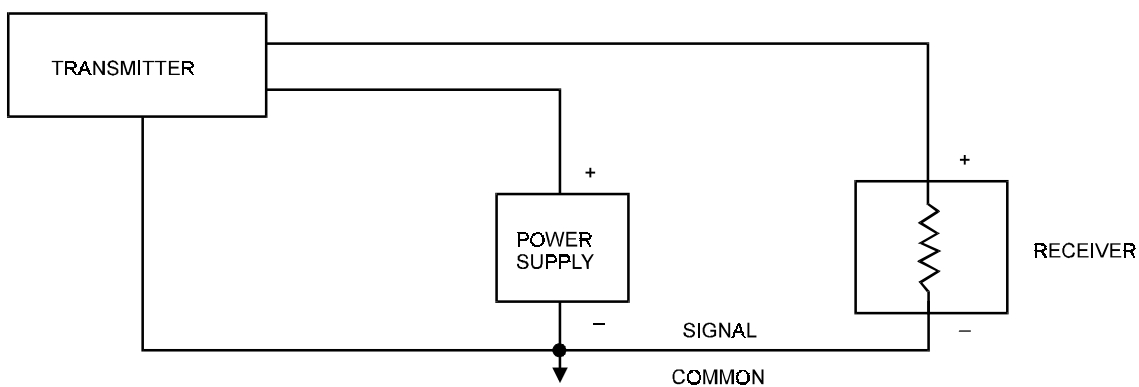 TRANSMITTER
+
+
POWER
SUPPLY
RECEIVER
–
SIGNAL
–
COMMON